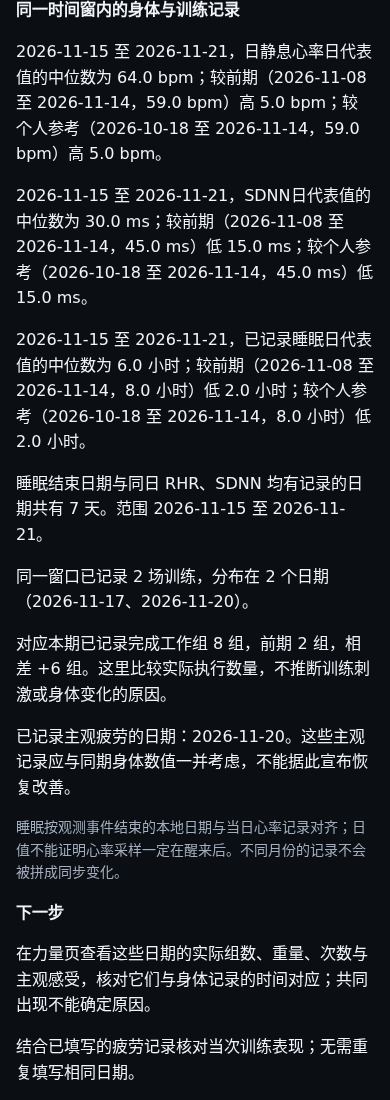 同一时间窗内的身体与训练记录
2026-11-15 至 2026-11-21，日静息心率日代表
值的中位数为 64.0 bpm；较前期（2026-11-08
至 2026-11-14，59.0 bpm）高 5.0 bpm；较
个人参考（2026-10-18 至 2026-11-14，59.0
bpm）高 5.0 bpm。
2026-11-15 至 2026-11-21，SDNN日代表值的
中位数为 30.0 ms；较前期（2026-11-08 至
2026-11-14，45.0 ms）低 15.0 ms；较个人参
考（2026-10-18 至 2026-11-14，45.0 ms）低
15.0 ms。
2026-11-15 至 2026-11-21，已记录睡眠日代表
值的中位数为 6.0 小时；较前期（2026-11-08 至
2026-11-14，8.0 小时）低 2.0 小时；较个人参
考（2026-10-18 至 2026-11-14，8.0 小时）低
2.0 小时。
睡眠结束日期与同日 RHR、SDNN 均有记录的日
期共有 7 天。范围 2026-11-15 至 2026-11-
21。
同一窗口已记录 2 场训练，分布在 2 个日期
（2026-11-17、2026-11-20）。
对应本期已记录完成工作组 8 组，前期 2 组，相
差 +6 组。这里比较实际执行数量，不推断训练刺
激或身体变化的原因。
已记录主观疲劳的日期：2026-11-20。这些主观
记录应与同期身体数值一并考虑，不能据此宣布恢
复改善。
睡眠按观测事件结束的本地日期与当日心率记录对齐；日
值不能证明心率采样一定在醒来后。不同月份的记录不会
被拼成同步变化。
下一步
在力量页查看这些日期的实际组数、重量、次数与
主观感受，核对它们与身体记录的时间对应；共同
出现不能确定原因。
结合已填写的疲劳记录核对当次训练表现；无需重
复填写相同日期。